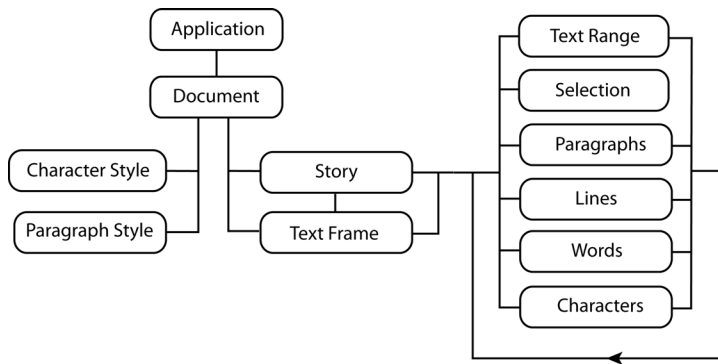 Application
Document
Character Style
Paragraph Style
Story
Text Frame
Text Range
Selection
Paragraphs
Lines
Words
Characters